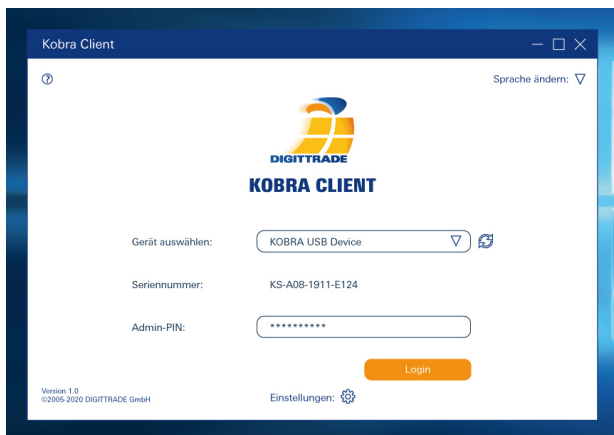 Kobra Client
Sprache ändern:
DIGITTRADE
KOBRA CLIENT
Gerät auswählen: KOBRA USB Device
Seriennummer: KS-A08-1911-E124
Admin-PIN: **********
Login
Version 1.0
©2005-2020 DIGITTRADE GmbH
Einstellungen: